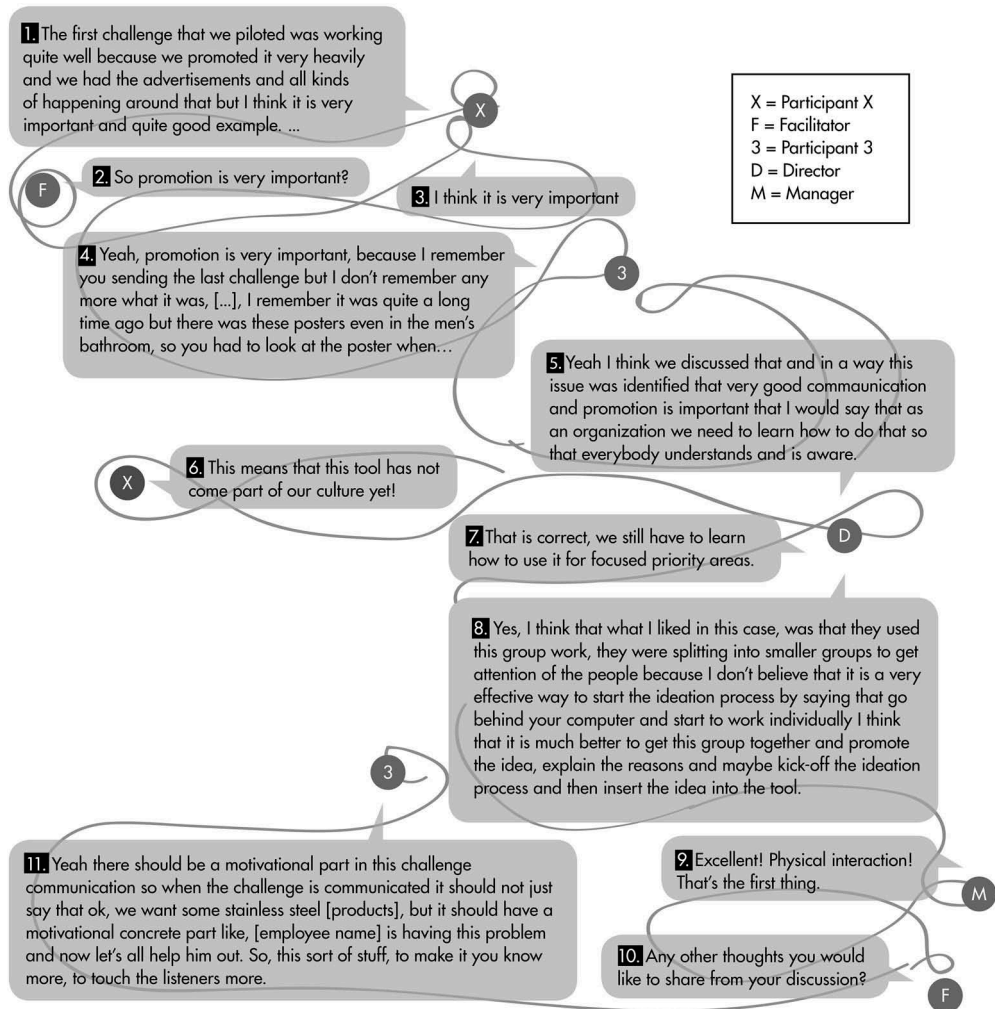 1. The first challenge that we piloted was working
quite well because we promoted it very heavily
and we had the advertisements and all kinds
of happening around that but I think it is very
important and quite good example. ...
X
X = Participant X
F = Facilitator
3 = Participant 3
D = Director
M = Manager
F
2. So promotion is very important?
3. I think it is very important
4. Yeah, promotion is very important, because I remember
you sending the last challenge but I don't remember any
more what it was, [...], I remember it was quite a long
time ago but there was these posters even in the men's
bathroom, so you had to look at the poster when...
3
5. Yeah I think we discussed that and in a way this
issue was identified that very good commaunication
and promotion is important that I would say that as
an organization we need to learn how to do that so
that everybody understands and is aware.
X
6. This means that this tool has not
come part of our culture yet!
7. That is correct, we still have to learn
how to use it for focused priority areas.
D
8. Yes, I think that what I liked in this case, was that they used
this group work, they were splitting into smaller groups to get
attention of the people because I don't believe that it is a very
effective way to start the ideation process by saying that go
behind your computer and start to work individually I think
that it is much better to get this group together and promote
the idea, explain the reasons and maybe kick-off the ideation
process and then insert the idea into the tool.
3
9. Excellent! Physical interaction!
That's the first thing.
M
10. Any other thoughts you would
like to share from your discussion?
F
11. Yeah there should be a motivational part in this challenge
communication so when the challenge is communicated it should not just
say that ok, we want some stainless steel [products], but it should have a
motivational concrete part like, [employee name] is having this problem
and now let's all help him out. So, this sort of stuff, to make it you know
more, to touch the listeners more.